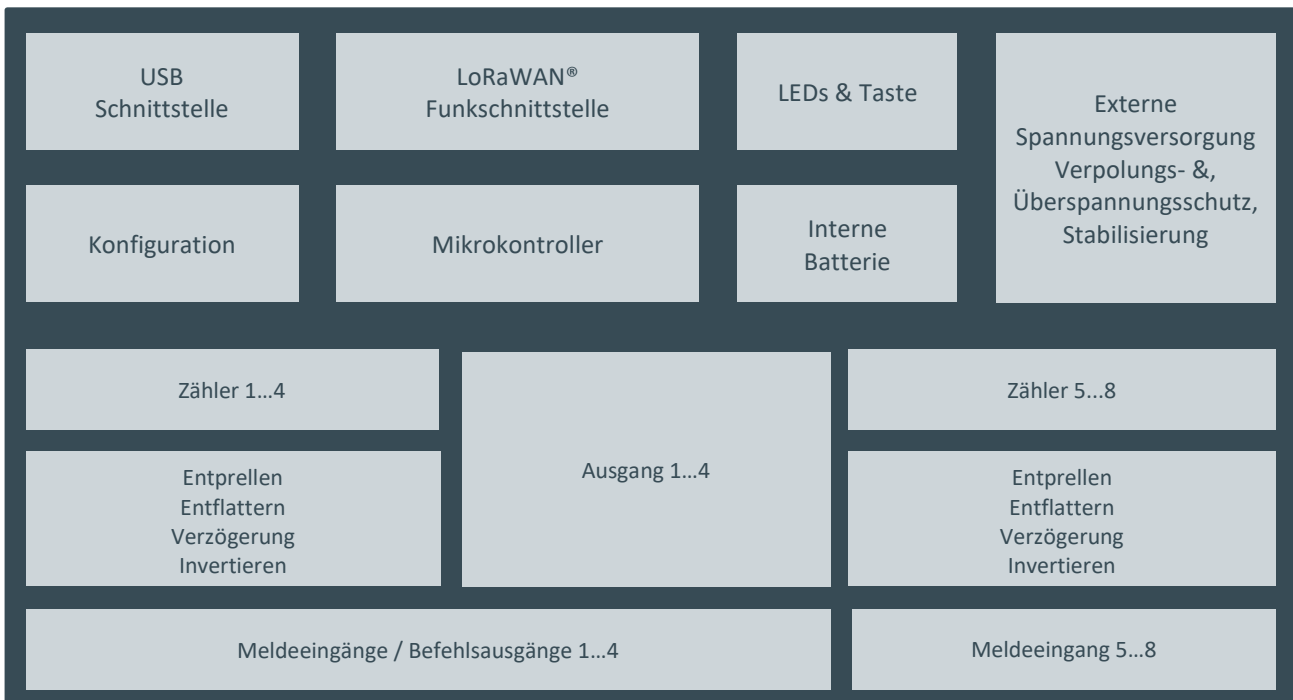 USB
Schnittstelle
LoRaWAN®
Funkschnittstelle
LEDs & Taste
Externe
Spannungsversorgung
Verpolungs- &,
Überspannungsschutz,
Stabilisierung
Konfiguration
Mikrokontroller
Interne
Batterie
Zähler 1...4
Ausgang 1...4
Zähler 5...8
Entprellen
Entflattern
Verzögerung
Invertieren
Entprellen
Entflattern
Verzögerung
Invertieren
Meldeeingänge / Befehlsausgänge 1...4
Meldeeingang 5...8